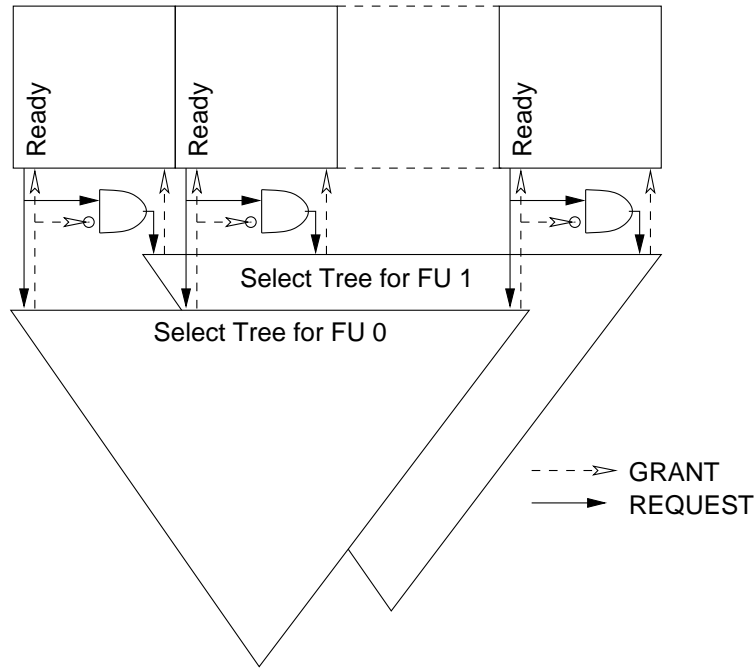 Ready
Ready
Ready
Select Tree for FU 1
Select Tree for FU 0
GRANT
REQUEST